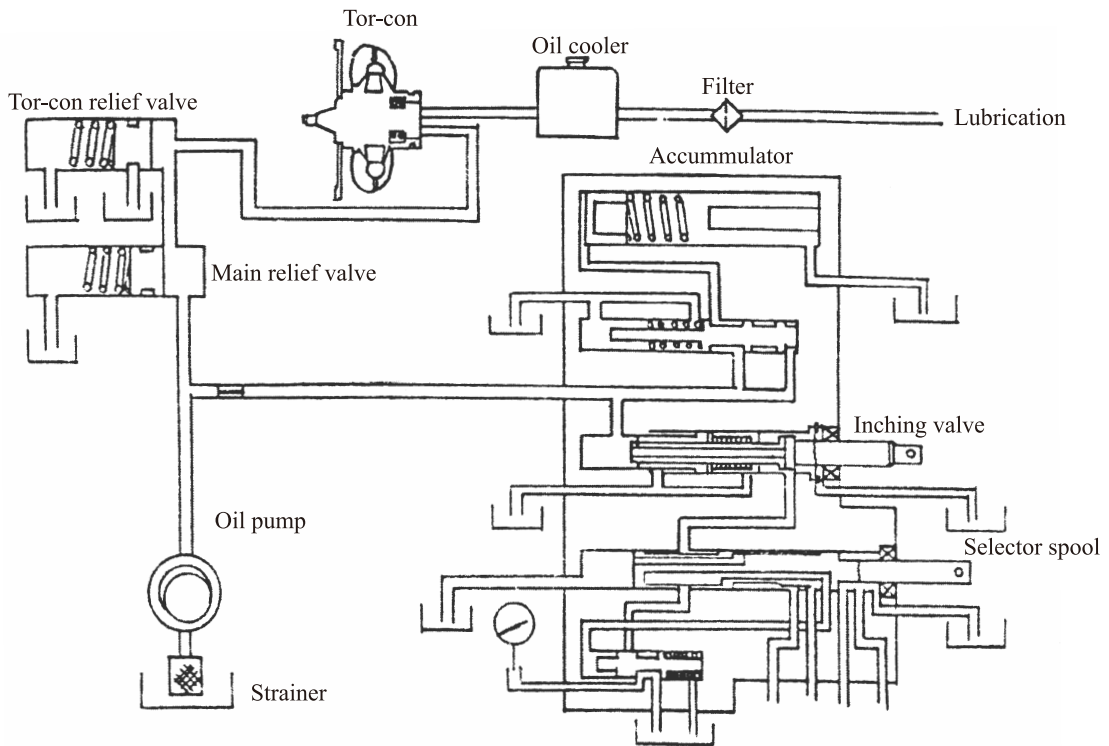 Tor-con
Oil cooler
Tor-con relief valve
Filter
Lubrication
Accummulator
Main relief valve
Inching valve
Oil pump
Selector spool
Strainer